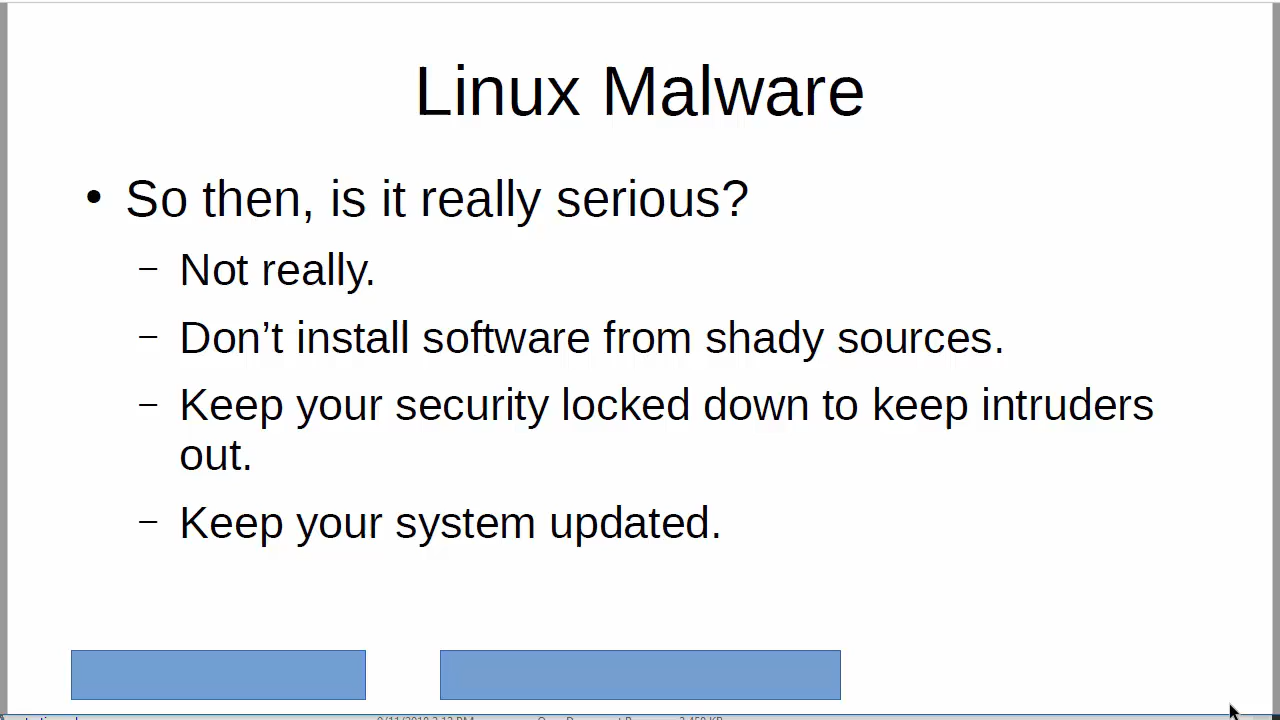 Linux Malware
• So then, is it really serious?
– Not really.
– Don’t install software from shady sources.
– Keep your security locked down to keep intruders
out.
– Keep your system updated.